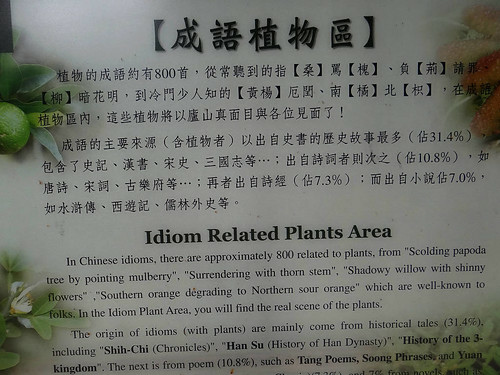 【成語植物區】
植物的成語約有800首，從常聽到的指【桑】罵【槐】、負【荊】請罪、
【柳】暗花明，到冷門少人知的【黃楊】厄閏、南【橘】北【枳】，在成語
植物區內，這些植物將以廬山真面目與各位見面了！
成語的主要來源（含植物者）以出自史書的歷史故事最多（佔31.4%），
包含了史記、漢書、宋史、三國志等…；出自詩詞者則次之（佔10.8%），如
唐詩、宋詞、古樂府等…；再者出自詩經（佔7.3%）；而出自小說佔7.0%，
如水滸傳、西遊記、儒林外史等。
Idiom Related Plants Area
In Chinese idioms, there are approximately 800 related to plants, from "Scolding papoda
tree by pointing mulberry", "Surrendering with thorn stem", "Shadowy willow with shinny
flowers" ,"Southern orange degrading to Northern sour orange" which are well-known to
folks. In the Idiom Plant Area, you will find the real scene of the plants.
The origin of idioms (with plants) are mainly come from historical tales (31.4%),
including "Shih-Chi (Chronicles)", "Han Su (History of Han Dynasty)", "History of the 3-
kingdom". The next is from poem (10.8%), such as Tang Poems, Soong Phrases, and Yuan
(7.3%), and 7% from novels, such as